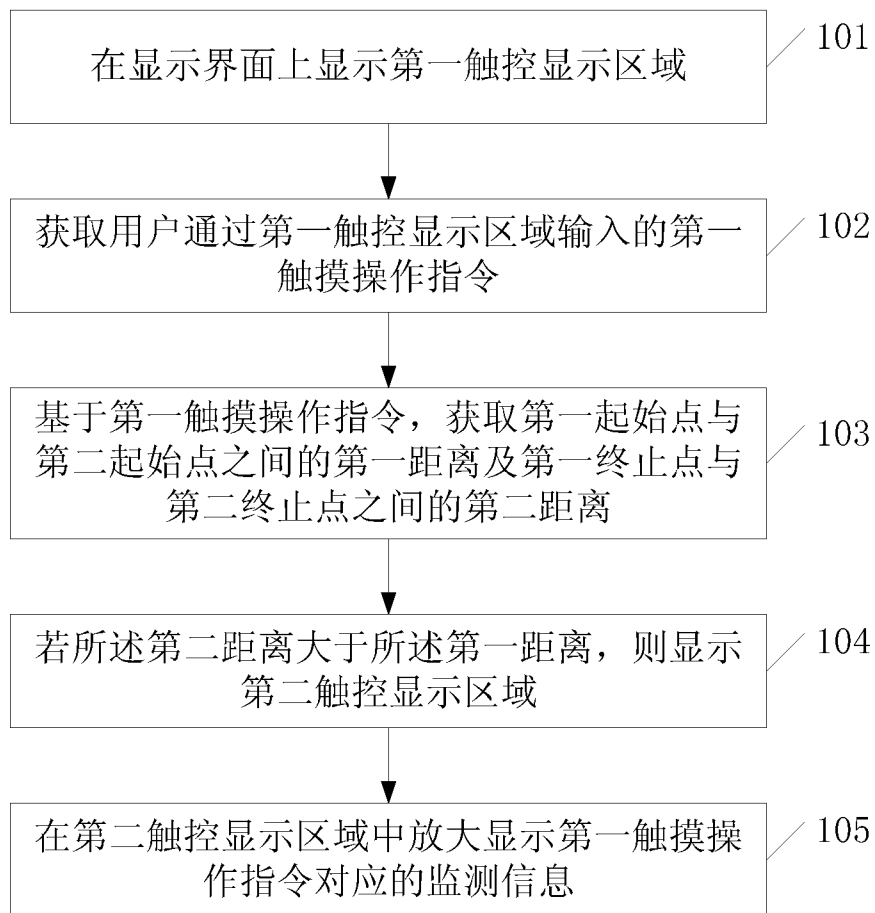 在显示界面上显示第一触控显示区域
101
获取用户通过第一触控显示区域输入的第一
触摸操作指令
102
基于第一触摸操作指令，获取第一起始点与
第二起始点之间的第一距离及第一终止点与
第二终止点之间的第二距离
103
若所述第二距离大于所述第一距离，则显示
第二触控显示区域
104
在第二触控显示区域中放大显示第一触摸操
作指令对应的监测信息
105